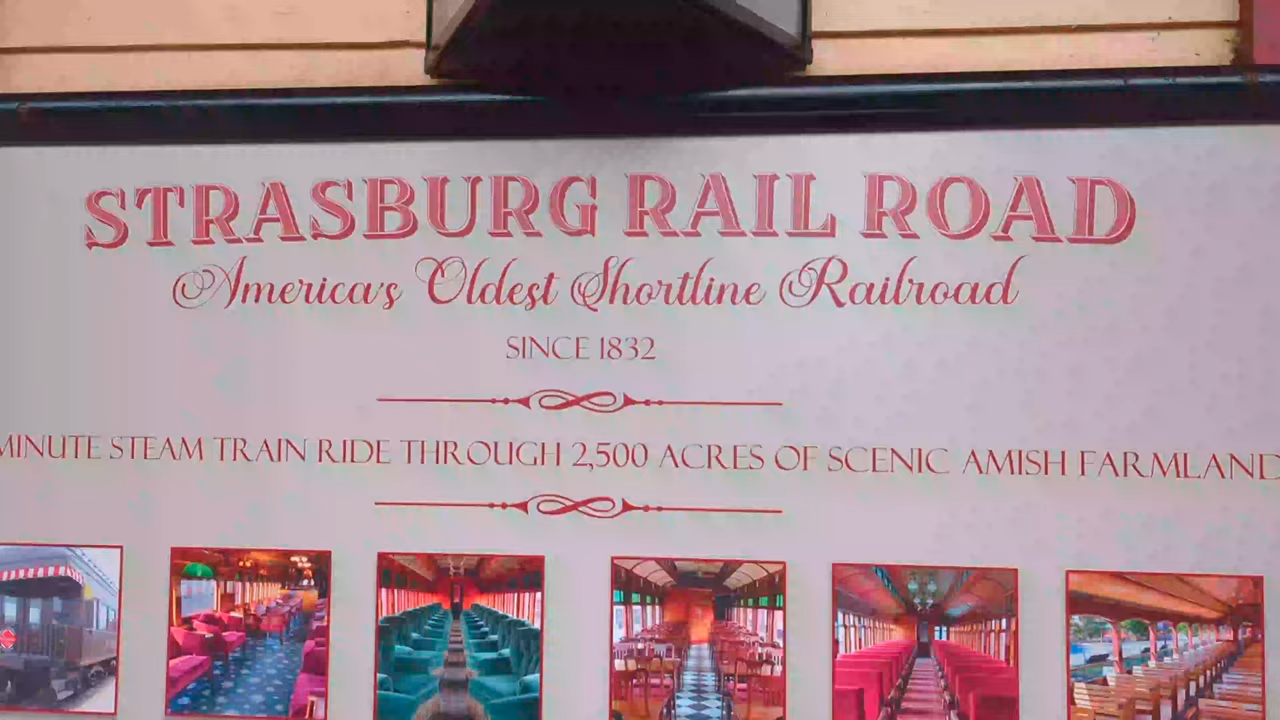 STRASBURG RAIL ROAD
America's Oldest Shortline Railroad
SINCE 1832
MINUTE STEAM TRAIN RIDE THROUGH 2,500 ACRES OF SCENIC AMISH FARMLAND